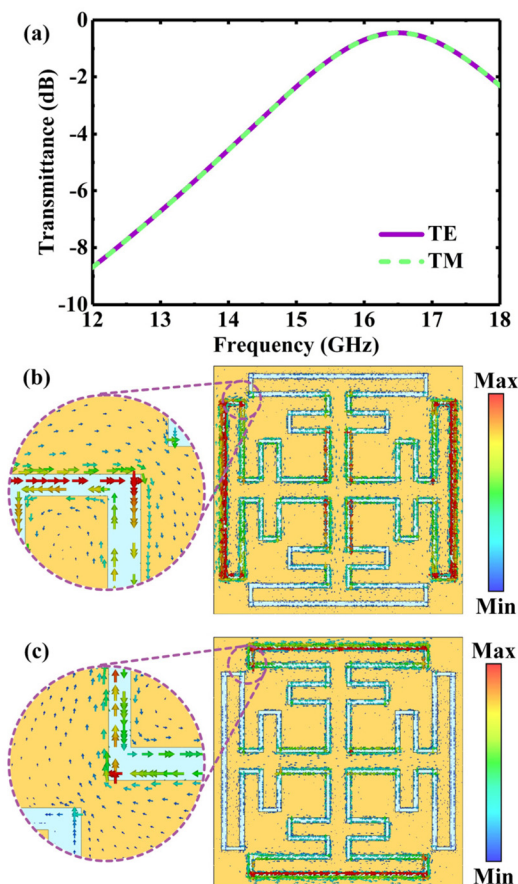 (a)
Transmittance (dB)
0
-2
-4
-6
-8
-10
TE
TM
12 13 14 15 16 17 18
Frequency (GHz)
(b)
Max
Min
(c)
Max
Min